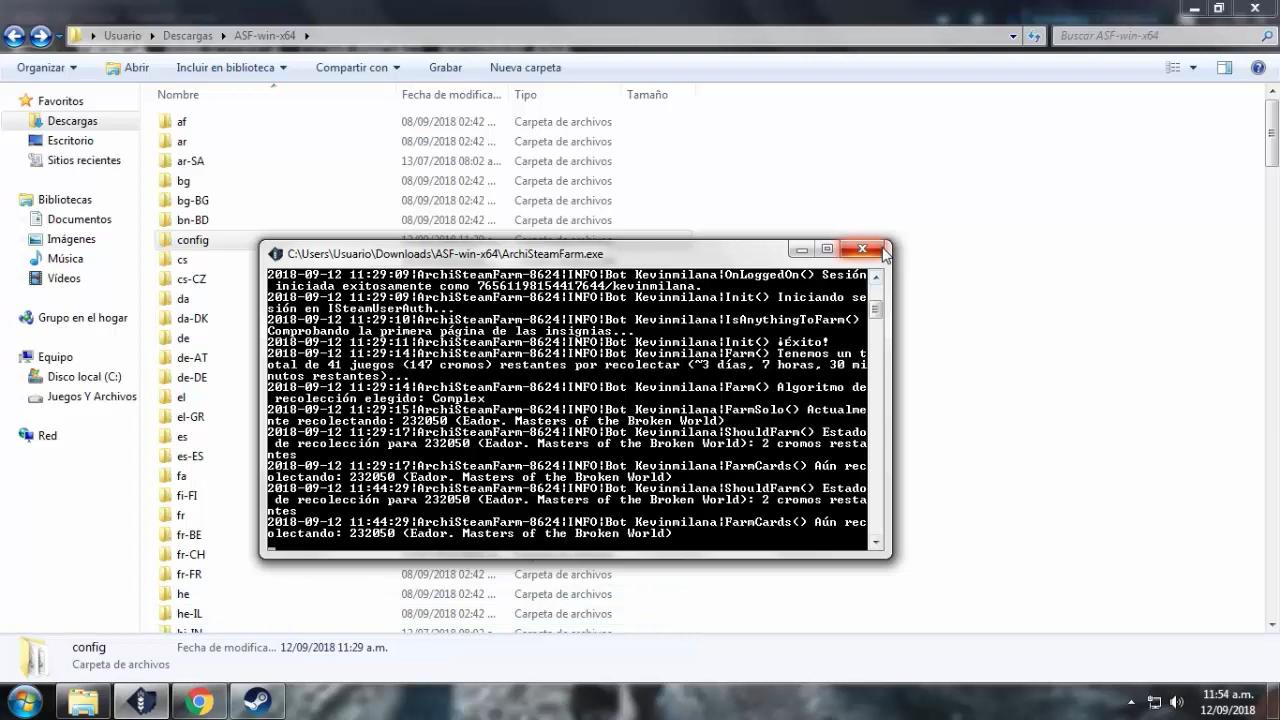 Usuario ▸ Descargas ▸ ASF-win-x64 ▸
Buscar ASF-win-x64
Organizar Abrir Incluir en biblioteca Compartir con Grabar Nueva carpeta
Nombre Fecha de modifica... Tipo Tamaño
Favoritos
Descargas
Escritorio
Sitios recientes
Bibliotecas
Documentos
Imágenes
Música
Vídeos
Grupo en el hogar
Equipo
Disco local (C:)
Juegos Y Archivos
Red
af 08/09/2018 02:42 ... Carpeta de archivos
ar 08/09/2018 02:42 ... Carpeta de archivos
ar-SA 13/07/2018 08:02 a... Carpeta de archivos
bg 08/09/2018 02:42 ... Carpeta de archivos
bg-BG 08/09/2018 02:42 ... Carpeta de archivos
bn-BD 08/09/2018 02:42 ... Carpeta de archivos
config
cs
cs-CZ
da
da-DK
de
de-AT
de-DE
el
el-GR
es
es-ES
fa
fi-FI
fr
fr-BE
fr-CH
fr-FR 08/09/2018 02:42 ... Carpeta de archivos
he 08/09/2018 02:42 ... Carpeta de archivos
he-IL 08/09/2018 02:42 ... Carpeta de archivos
C:\Users\Usuario\Downloads\ASF-win-x64\ArchiSteamFarm.exe
2018-09-12 11:29:09|ArchiSteamFarm-8624|INFO|Bot Kevinmilana|OnLoggedOn() Sesión
iniciada exitosamente como 76561198154417644/kevinmilana.
2018-09-12 11:29:09|ArchiSteamFarm-8624|INFO|Bot Kevinmilana|Init() Iniciando se
sión en ISteamUserAuth...
2018-09-12 11:29:10|ArchiSteamFarm-8624|INFO|Bot Kevinmilana|IsAnythingToFarm()
Comprobando la primera página de las insignias...
2018-09-12 11:29:11|ArchiSteamFarm-8624|INFO|Bot Kevinmilana|Init() ¡Éxito!
2018-09-12 11:29:14|ArchiSteamFarm-8624|INFO|Bot Kevinmilana|Farm() Tenemos un t
otal de 41 juegos (147 cromos) restantes por recolectar (~3 días, 7 horas, 30 mi
nutos restantes)...
2018-09-12 11:29:14|ArchiSteamFarm-8624|INFO|Bot Kevinmilana|Farm() Algoritmo de
recolección elegido: Complex
2018-09-12 11:29:15|ArchiSteamFarm-8624|INFO|Bot Kevinmilana|FarmSolo() Actualme
nte recolectando: 232050 (Eador. Masters of the Broken World)
2018-09-12 11:29:17|ArchiSteamFarm-8624|INFO|Bot Kevinmilana|ShouldFarm() Estado
de recolección para 232050 (Eador. Masters of the Broken World): 2 cromos resta
ntes
2018-09-12 11:29:17|ArchiSteamFarm-8624|INFO|Bot Kevinmilana|FarmCards() Aún rec
olectando: 232050 (Eador. Masters of the Broken World)
2018-09-12 11:44:29|ArchiSteamFarm-8624|INFO|Bot Kevinmilana|ShouldFarm() Estado
de recolección para 232050 (Eador. Masters of the Broken World): 2 cromos resta
ntes
2018-09-12 11:44:29|ArchiSteamFarm-8624|INFO|Bot Kevinmilana|FarmCards() Aún rec
olectando: 232050 (Eador. Masters of the Broken World)
config Fecha de modifica... 12/09/2018 11:29 a.m.
Carpeta de archivos
11:54 a.m.
12/09/2018